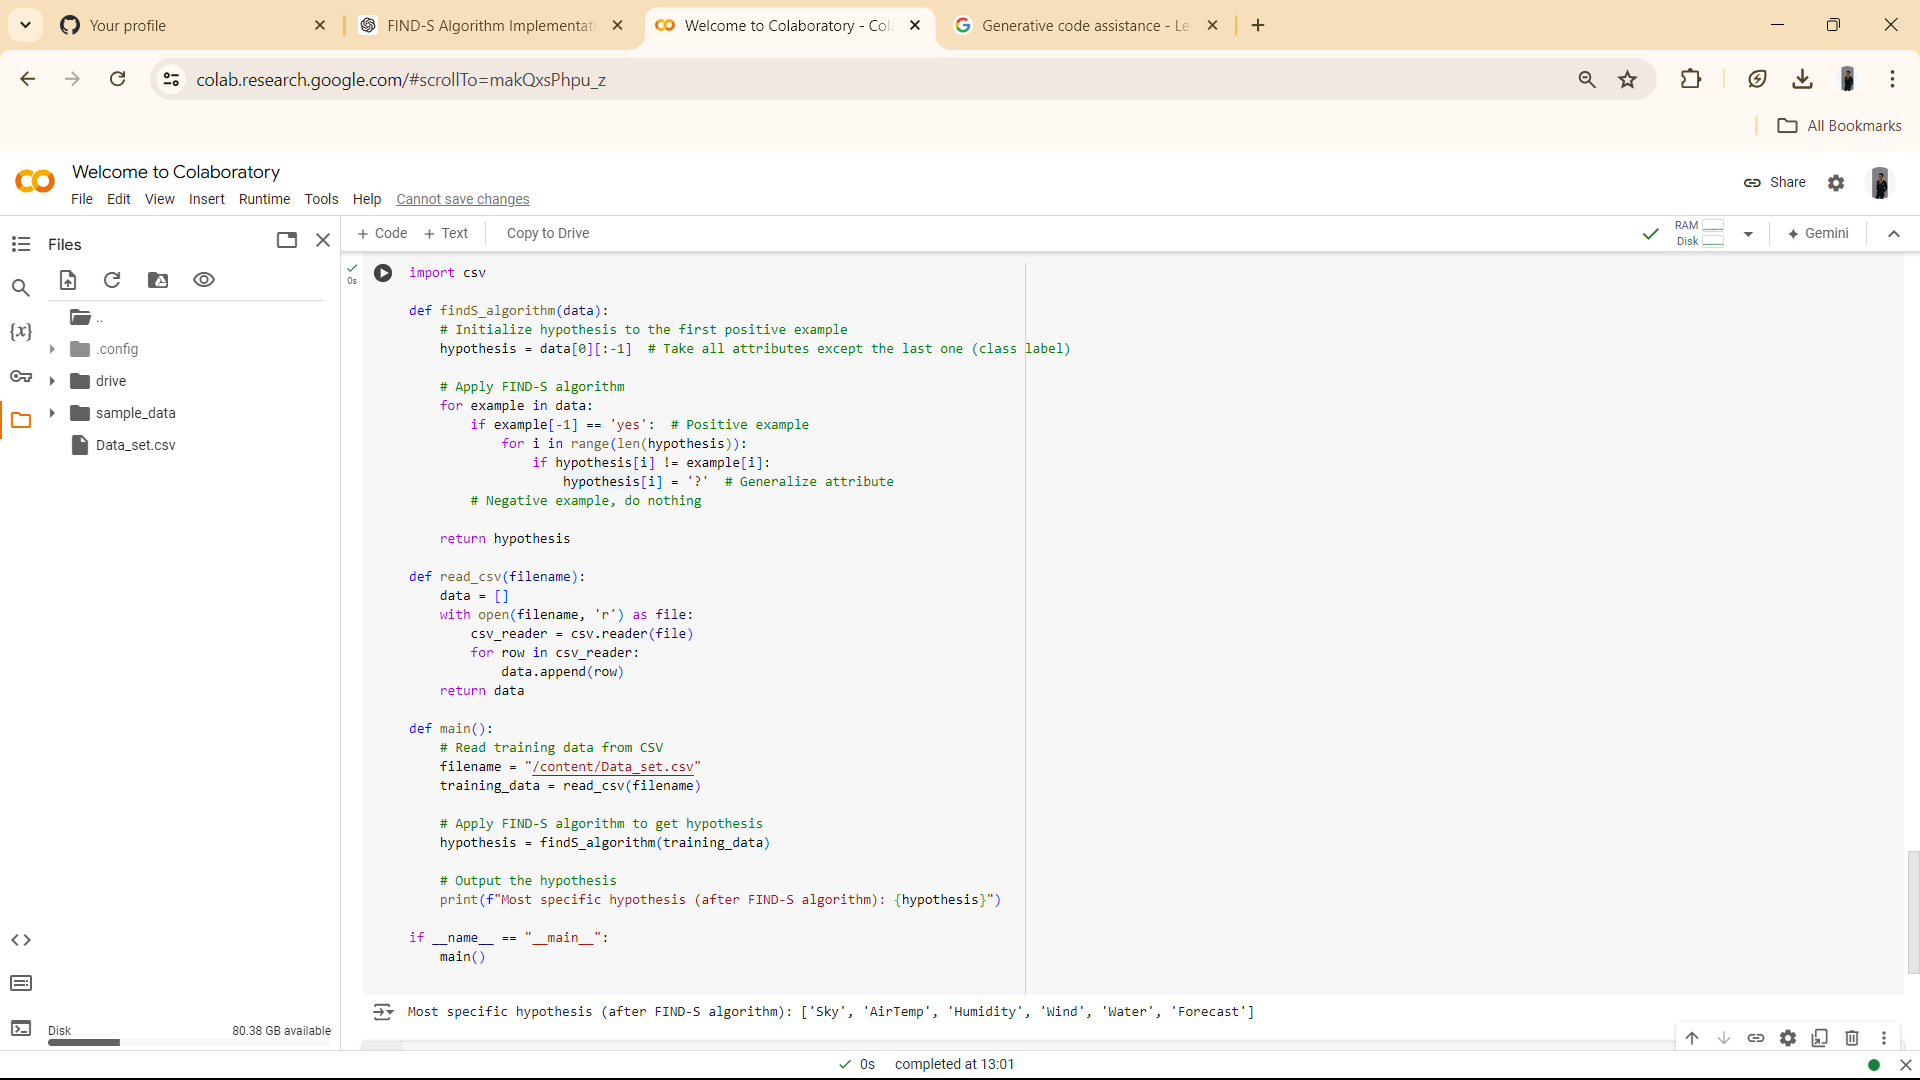 Your profile
FIND-S Algorithm Implementati
Welcome to Colaboratory - Cola
Generative code assistance - Le
colab.research.google.com/#scrollTo=makQxsPhpu_z
All Bookmarks
Welcome to Colaboratory
File Edit View Insert Runtime Tools Help Cannot save changes
Share
Files
+ Code + Text Copy to Drive
RAM
Disk
Gemini
..
.config
drive
sample_data
Data_set.csv
{x}
0s
import csv
def findS_algorithm(data):
# Initialize hypothesis to the first positive example
hypothesis = data[0][:-1]  # Take all attributes except the last one (class label)
# Apply FIND-S algorithm
for example in data:
if example[-1] == 'yes':  # Positive example
for i in range(len(hypothesis)):
if hypothesis[i] != example[i]:
hypothesis[i] = '?'  # Generalize attribute
# Negative example, do nothing
return hypothesis
def read_csv(filename):
data = []
with open(filename, 'r') as file:
csv_reader = csv.reader(file)
for row in csv_reader:
data.append(row)
return data
def main():
# Read training data from CSV
filename = "/content/Data_set.csv"
training_data = read_csv(filename)
# Apply FIND-S algorithm to get hypothesis
hypothesis = findS_algorithm(training_data)
# Output the hypothesis
print(f"Most specific hypothesis (after FIND-S algorithm): {hypothesis}")
if __name__ == "__main__":
main()
Most specific hypothesis (after FIND-S algorithm): ['Sky', 'AirTemp', 'Humidity', 'Wind', 'Water', 'Forecast']
Disk 80.38 GB available
0s completed at 13:01